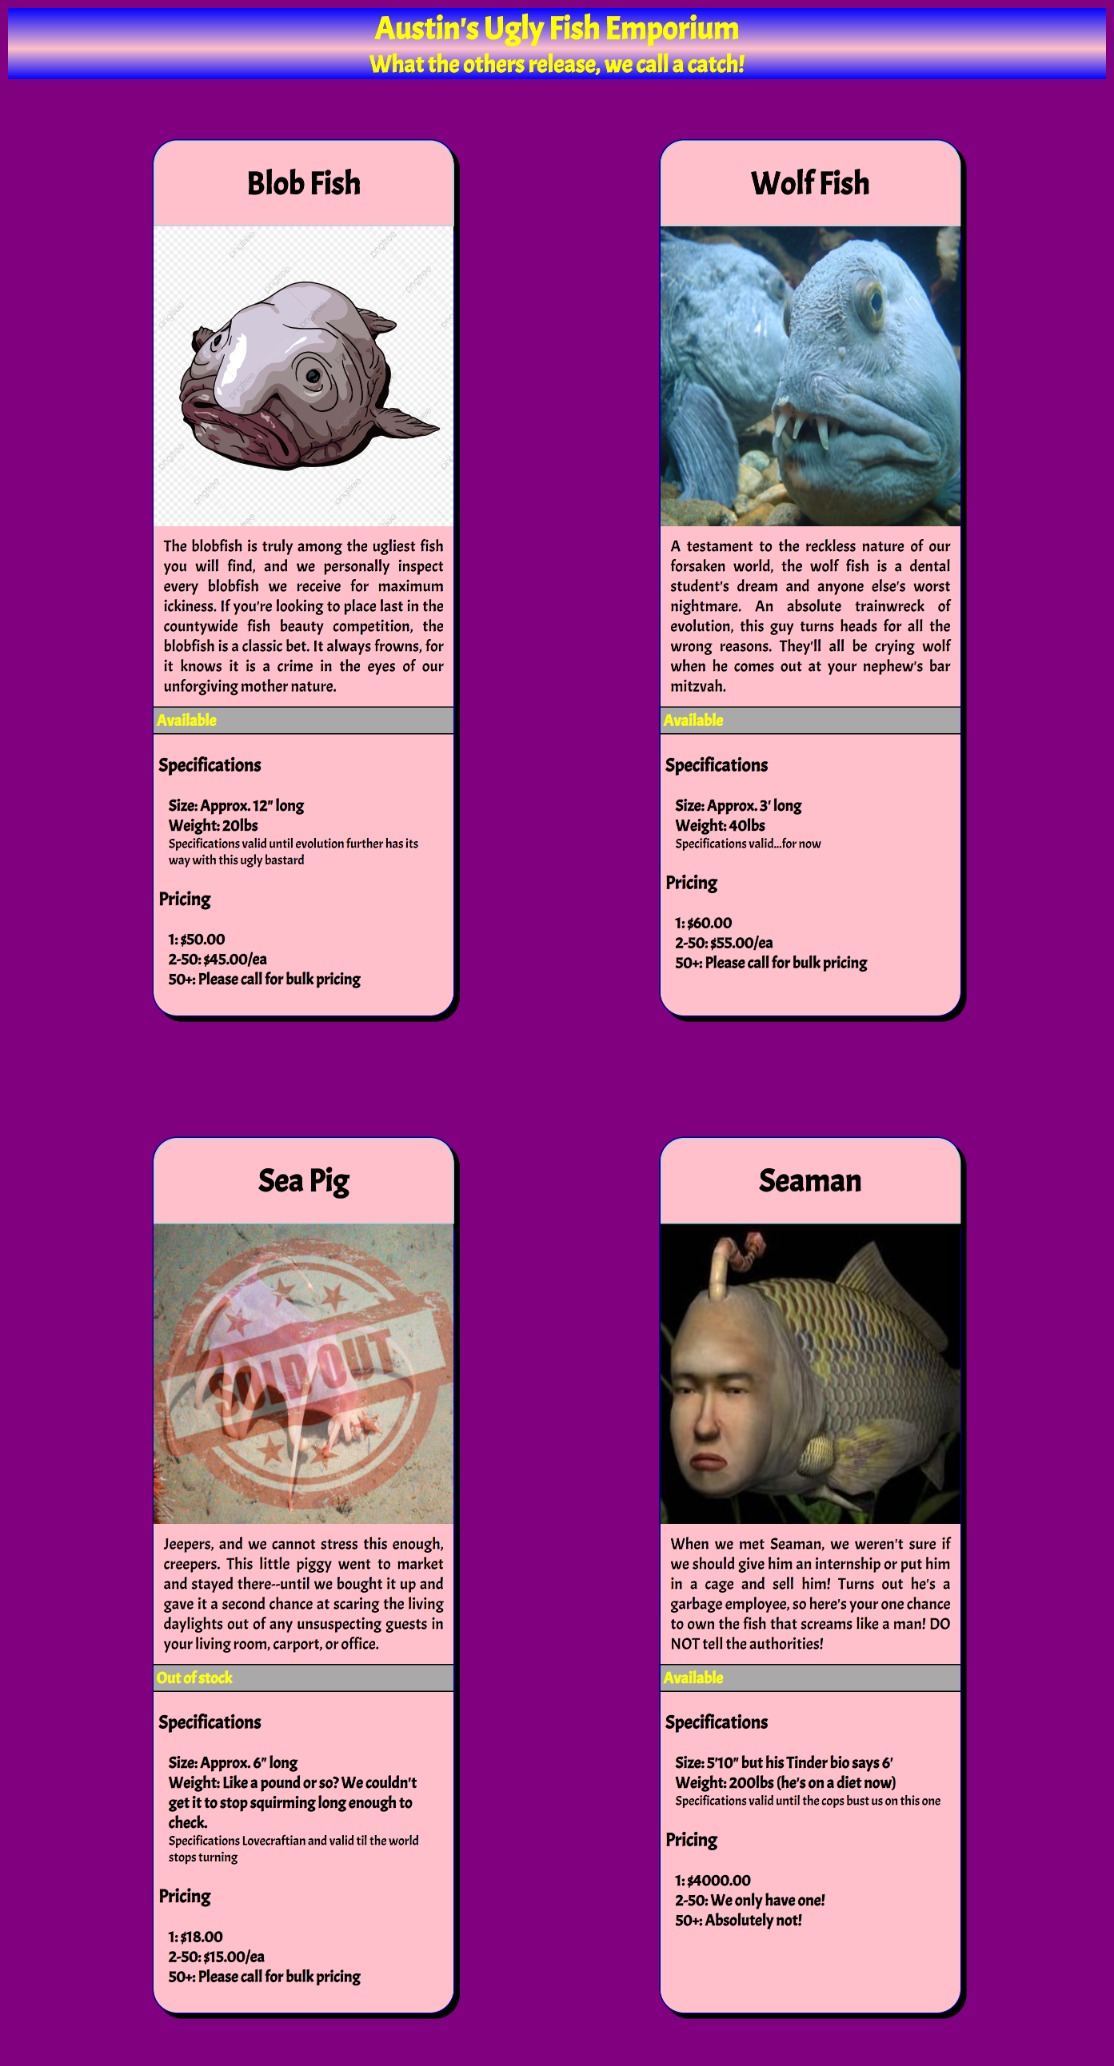 Austin's Ugly Fish Emporium
What the others release, we call a catch!
Blob Fish
pngtree
pngtree
pngtree
pngtree
pngtree
pngtree
pngtree
pngtree
The blobfish is truly among the ugliest fish
you will find, and we personally inspect
every blobfish we receive for maximum
ickiness. If you're looking to place last in the
countywide fish beauty competition, the
blobfish is a classic bet. It always frowns, for
it knows it is a crime in the eyes of our
unforgiving mother nature.
Available
Specifications
Size: Approx. 12" long
Weight: 20lbs
Specifications valid until evolution further has its
way with this ugly bastard
Pricing
1: $50.00
2-50: $45.00/ea
50+: Please call for bulk pricing
Wolf Fish
A testament to the reckless nature of our
forsaken world, the wolf fish is a dental
student's dream and anyone else's worst
nightmare. An absolute trainwreck of
evolution, this guy turns heads for all the
wrong reasons. They'll all be crying wolf
when he comes out at your nephew's bar
mitzvah.
Available
Specifications
Size: Approx. 3' long
Weight: 40lbs
Specifications valid...for now
Pricing
1: $60.00
2-50: $55.00/ea
50+: Please call for bulk pricing
Sea Pig
SOLD OUT
Jeepers, and we cannot stress this enough,
creepers. This little piggy went to market
and stayed there--until we bought it up and
gave it a second chance at scaring the living
daylights out of any unsuspecting guests in
your living room, carport, or office.
Out of stock
Specifications
Size: Approx. 6" long
Weight: Like a pound or so? We couldn't
get it to stop squirming long enough to
check.
Specifications Lovecraftian and valid til the world
stops turning
Pricing
1: $18.00
2-50: $15.00/ea
50+: Please call for bulk pricing
Seaman
When we met Seaman, we weren't sure if
we should give him an internship or put him
in a cage and sell him! Turns out he's a
garbage employee, so here's your one chance
to own the fish that screams like a man! DO
NOT tell the authorities!
Available
Specifications
Size: 5'10" but his Tinder bio says 6'
Weight: 200lbs (he's on a diet now)
Specifications valid until the cops bust us on this one
Pricing
1: $4000.00
2-50: We only have one!
50+: Absolutely not!